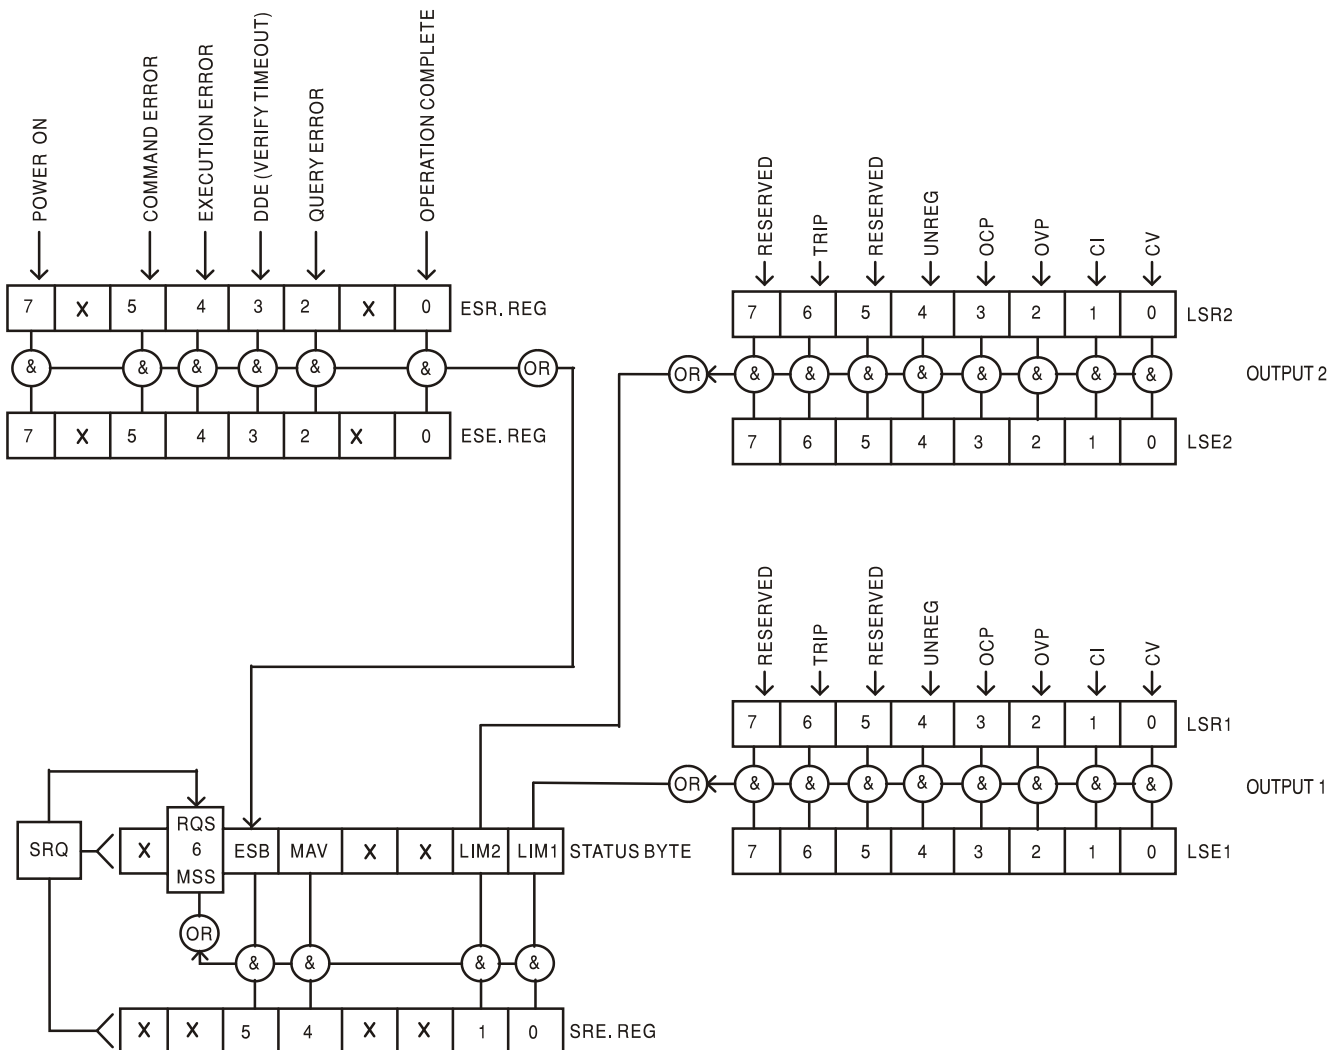 POWER ON
COMMAND ERROR
EXECUTION ERROR
DDE (VERIFY TIMEOUT)
QUERY ERROR
OPERATION COMPLETE
7 X 5 4 3 2 X 0 ESR. REG
& & & & & & OR
7 X 5 4 3 2 X 0 ESE. REG
RESERVED
TRIP
RESERVED
UNREG
OCP
OVP
CI
CV
7 6 5 4 3 2 1 0 LSR2
OR & & & & & & & & OUTPUT 2
7 6 5 4 3 2 1 0 LSE2
RESERVED
TRIP
RESERVED
UNREG
OCP
OVP
CI
CV
7 6 5 4 3 2 1 0 LSR1
OR & & & & & & & & OUTPUT 1
7 6 5 4 3 2 1 0 LSE1
SRQ
X RQS 6 MSS ESB MAV X X LIM2 LIM1 STATUS BYTE
OR
& & & &
X X 5 4 X X 1 0 SRE. REG